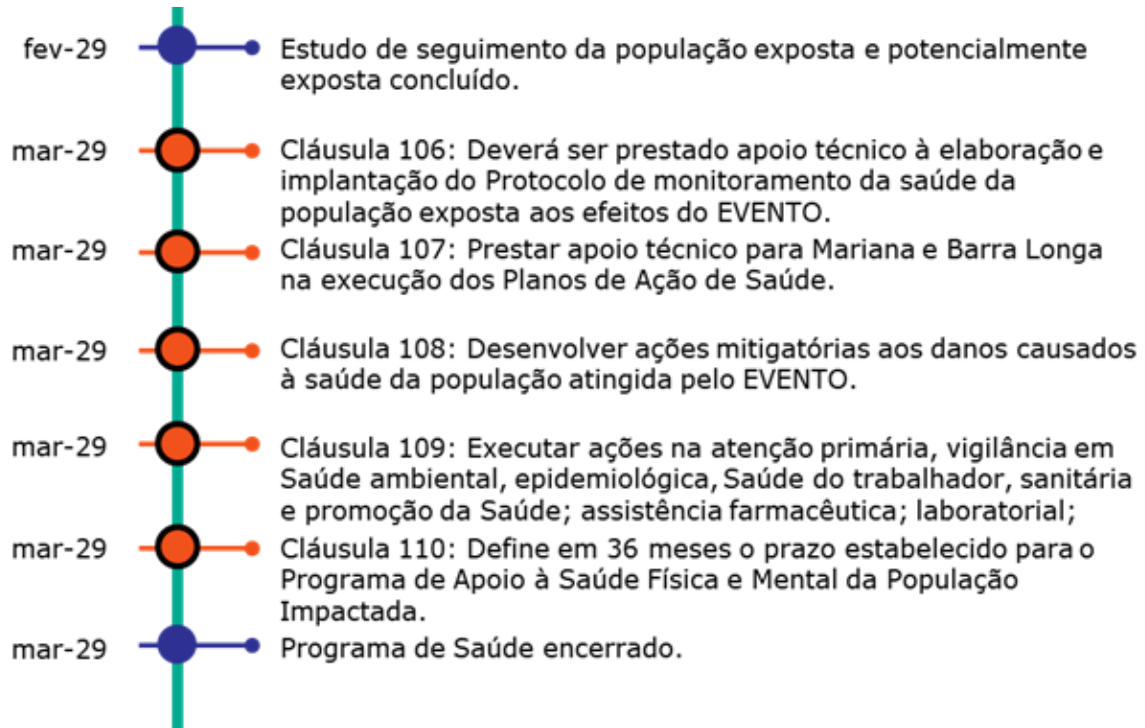 fev-29 Estudo de seguimento da população exposta e potencialmente
exposta concluído.
mar-29 Cláusula 106: Deverá ser prestado apoio técnico à elaboração e
implantação do Protocolo de monitoramento da saúde da
população exposta aos efeitos do EVENTO.
mar-29 Cláusula 107: Prestar apoio técnico para Mariana e Barra Longa
na execução dos Planos de Ação de Saúde.
mar-29 Cláusula 108: Desenvolver ações mitigatórias aos danos causados
à saúde da população atingida pelo EVENTO.
mar-29 Cláusula 109: Executar ações na atenção primária, vigilância em
Saúde ambiental, epidemiológica, Saúde do trabalhador, sanitária
e promoção da Saúde; assistência farmacêutica; laboratorial;
mar-29 Cláusula 110: Define em 36 meses o prazo estabelecido para o
Programa de Apoio à Saúde Física e Mental da População
Impactada.
mar-29 Programa de Saúde encerrado.